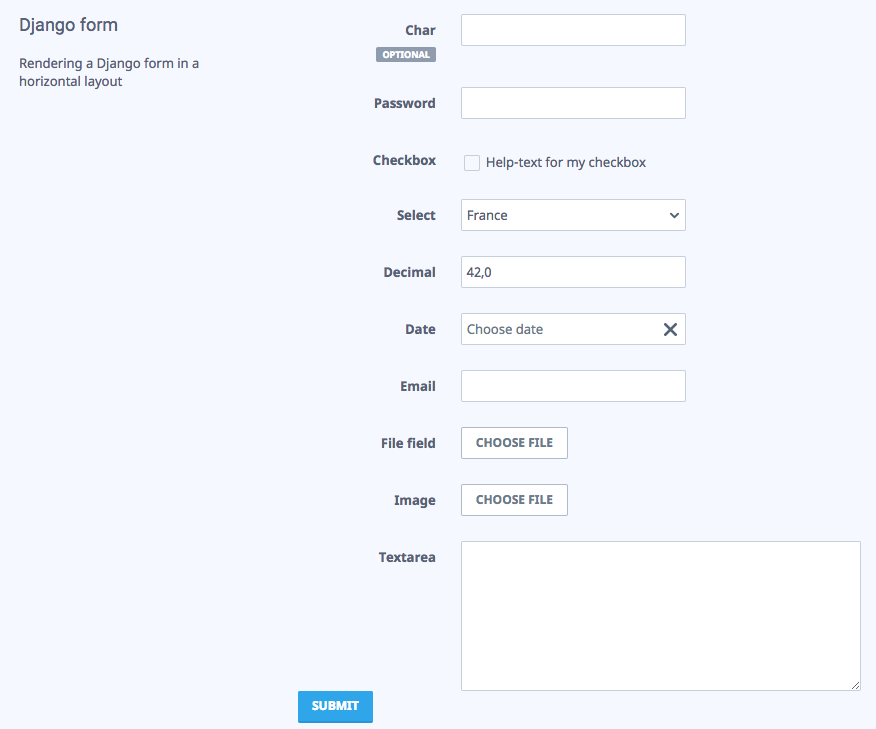 Django form
Rendering a Django form in a
horizontal layout
Char
OPTIONAL
Password
Checkbox
Help-text for my checkbox
Select
France
Decimal
42,0
Date
Choose date
Email
File field
CHOOSE FILE
Image
CHOOSE FILE
Textarea
SUBMIT